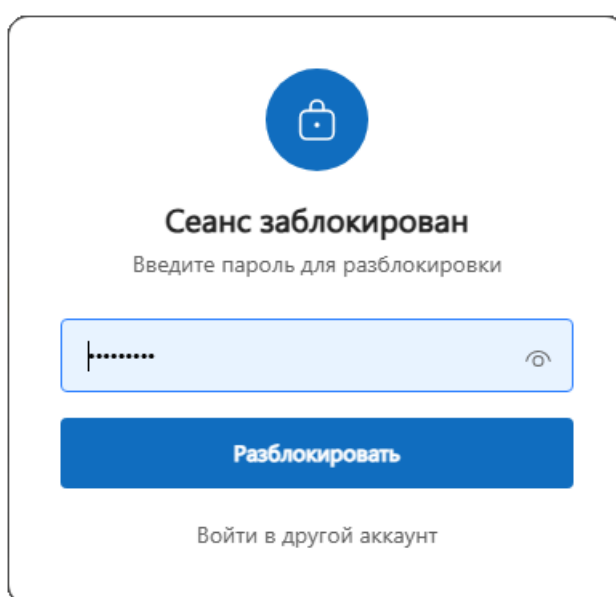 Сеанс заблокирован
Введите пароль для разблокировки
•••••••••
Разблокировать
Войти в другой аккаунт